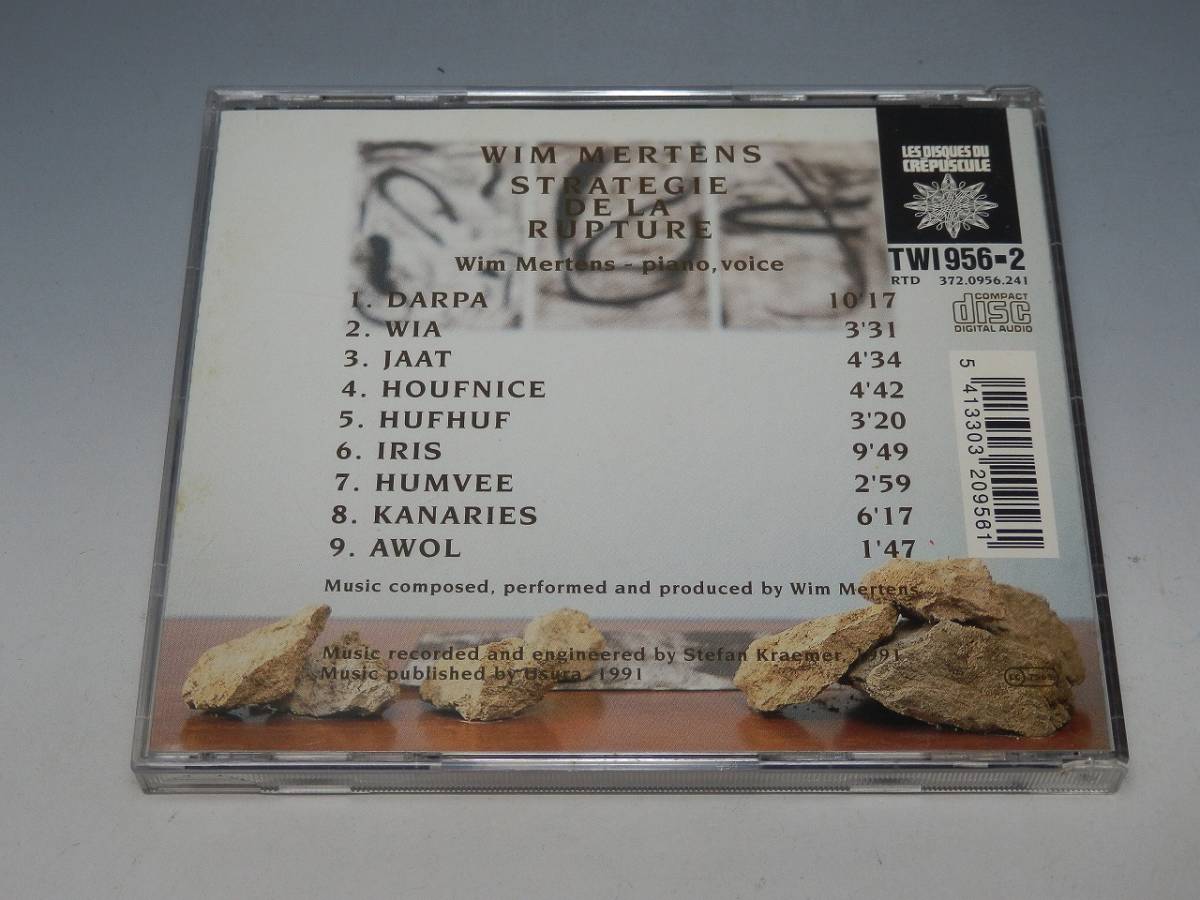 WIM MERTENS
STRATEGIE
DE LA
RUPTURE
Wim Mertens - piano, voice
1. DARPA 10'17
2. WIA 3'31
3. JAAT 4'34
4. HOUFNICE 4'42
5. HUFHUF 3'20
6. IRIS 9'49
7. HUMVEE 2'59
8. KANARIES 6'17
9. AWOL 1'47
Music composed, performed and produced by Wim Mertens
Music recorded and engineered by Stefan Kraemer, 1991
Music published by Usura, 1991
LES DISQUES DU
CRÉPUSCULE
TWI 956-2
RTD 372.0956.241
COMPACT
disc
DIGITAL AUDIO
5 413303 209561